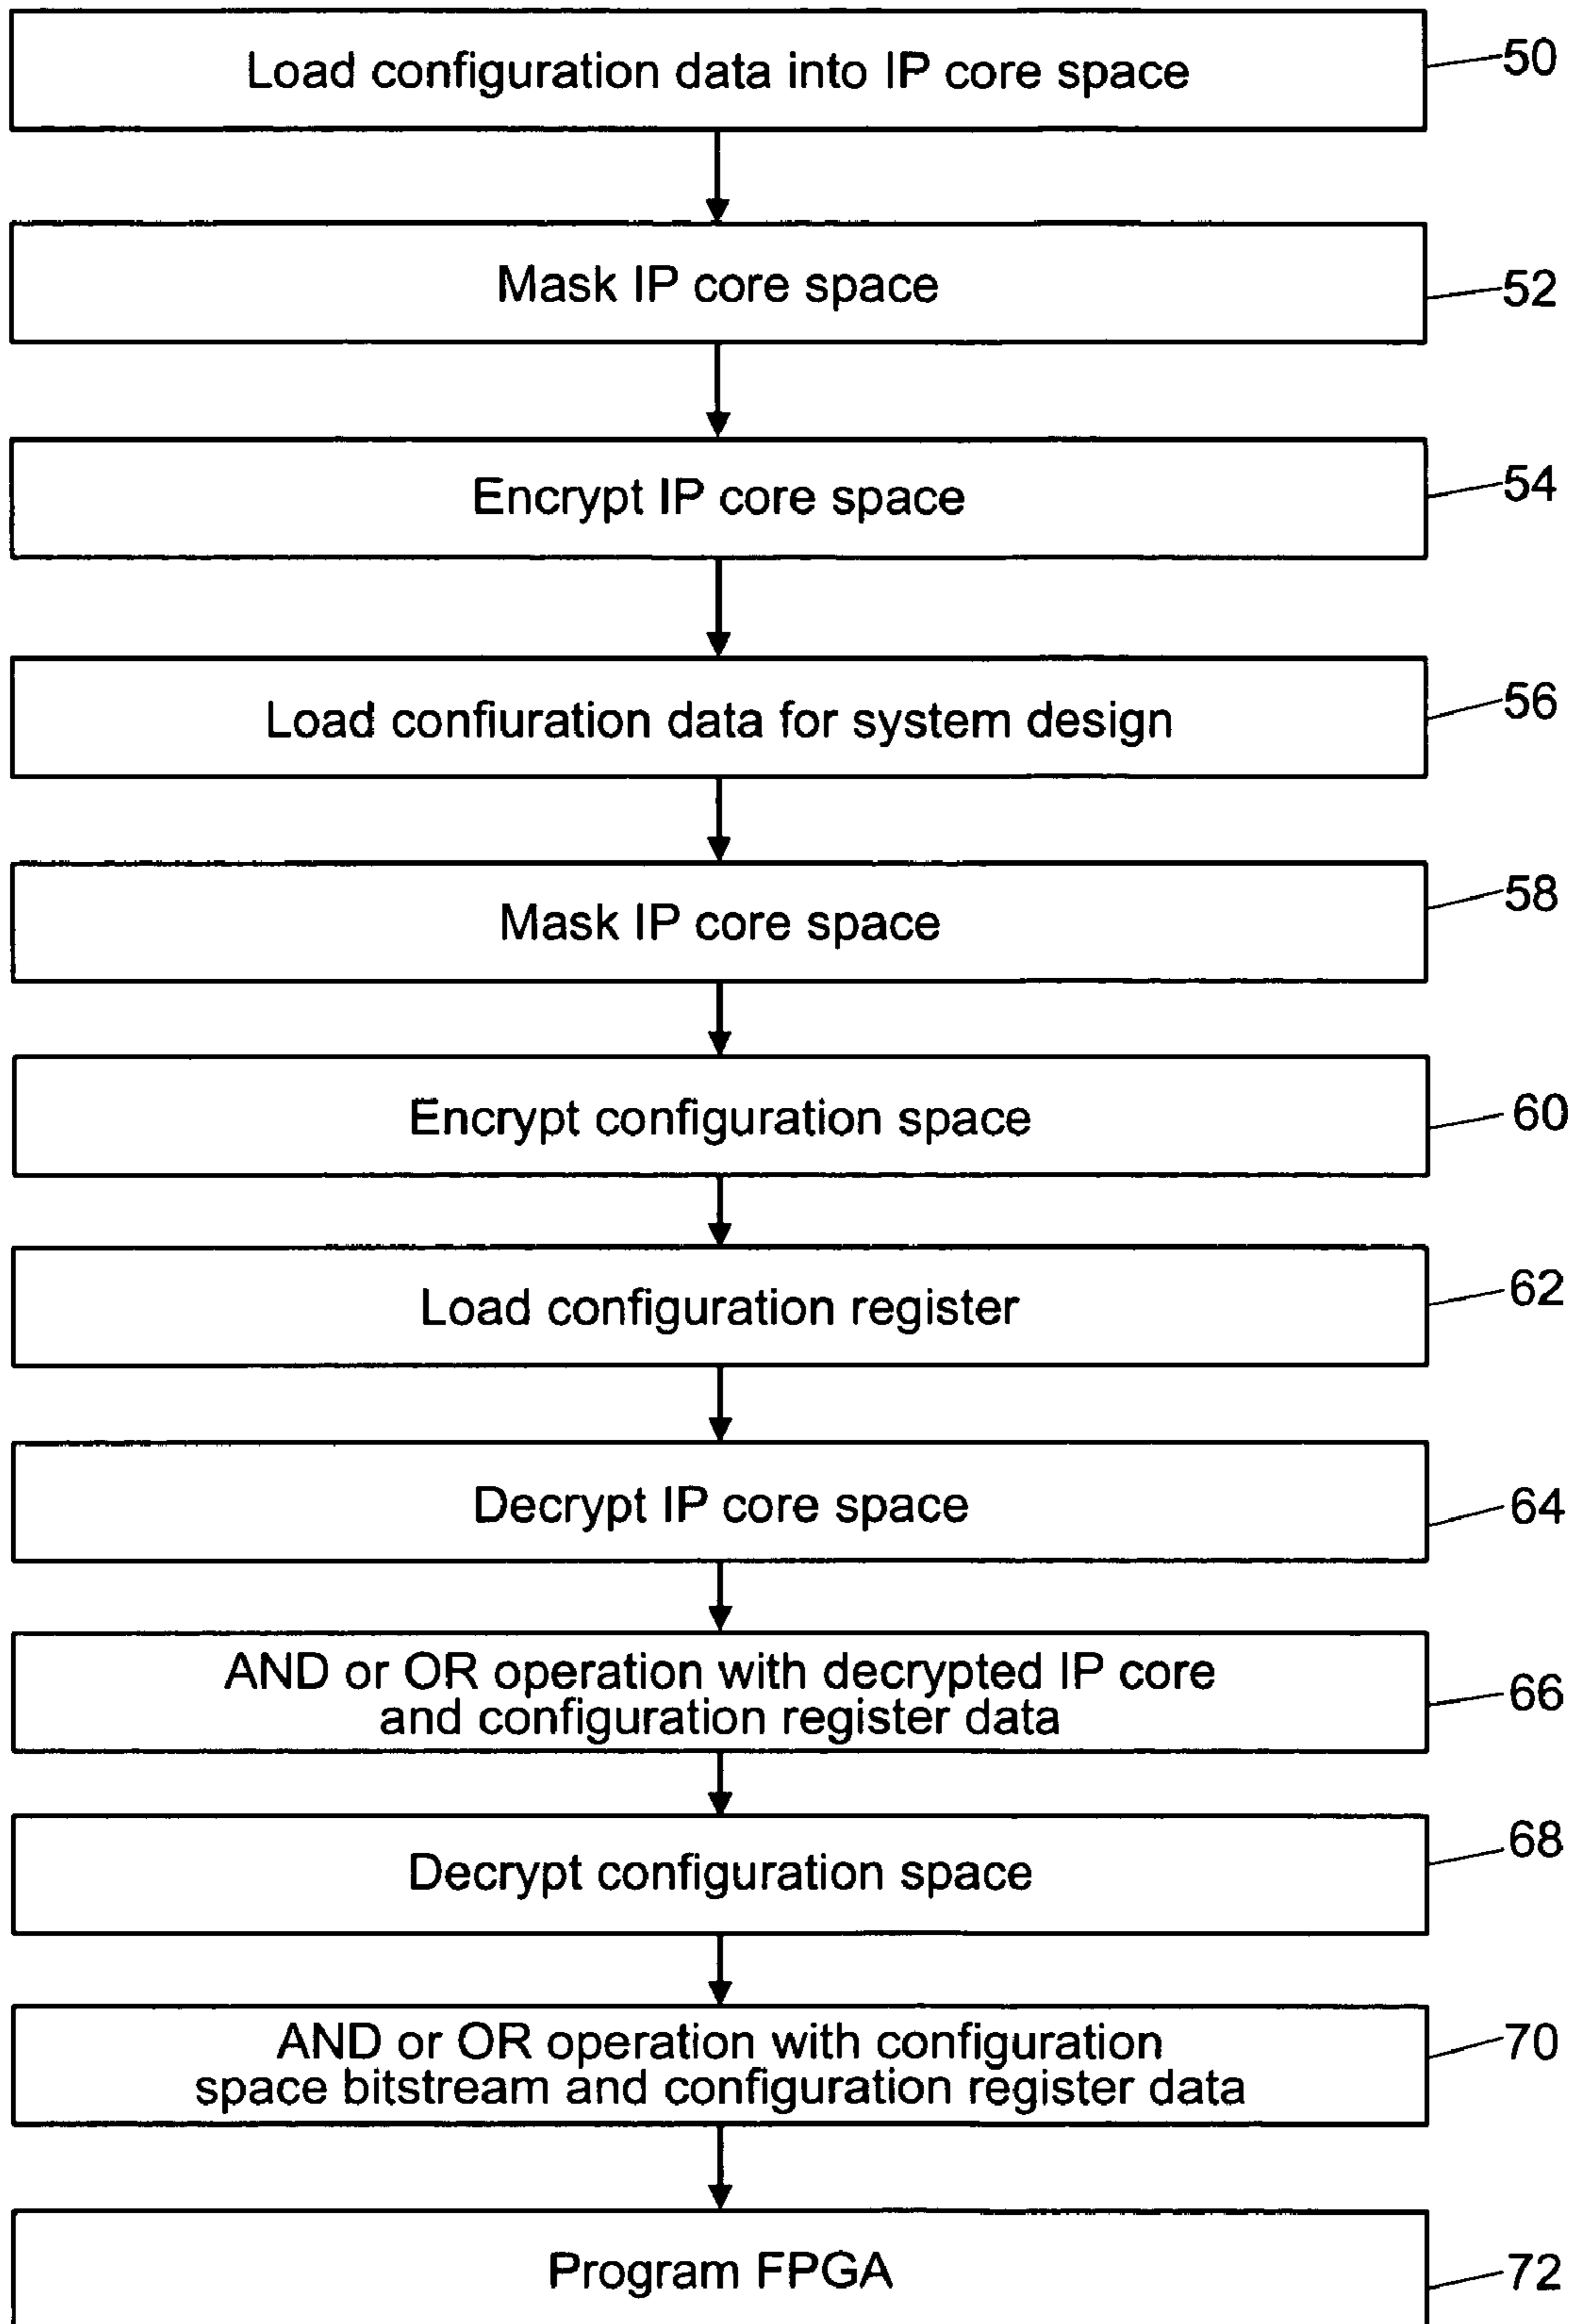 Load configuration data into IP core space
50
Mask IP core space
52
Encrypt IP core space
54
Load confiuration data for system design
56
Mask IP core space
58
Encrypt configuration space
60
Load configuration register
62
Decrypt IP core space
64
AND or OR operation with decrypted IP core
and configuration register data
66
Decrypt configuration space
68
AND or OR operation with configuration
space bitstream and configuration register data
70
Program FPGA
72